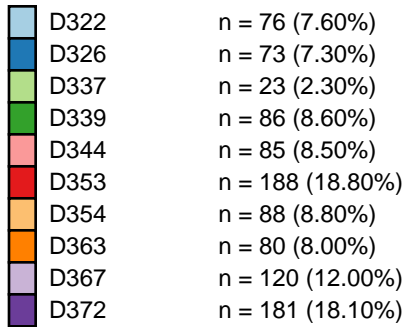 D322 n = 76 (7.60%)
D326 n = 73 (7.30%)
D337 n = 23 (2.30%)
D339 n = 86 (8.60%)
D344 n = 85 (8.50%)
D353 n = 188 (18.80%)
D354 n = 88 (8.80%)
D363 n = 80 (8.00%)
D367 n = 120 (12.00%)
D372 n = 181 (18.10%)